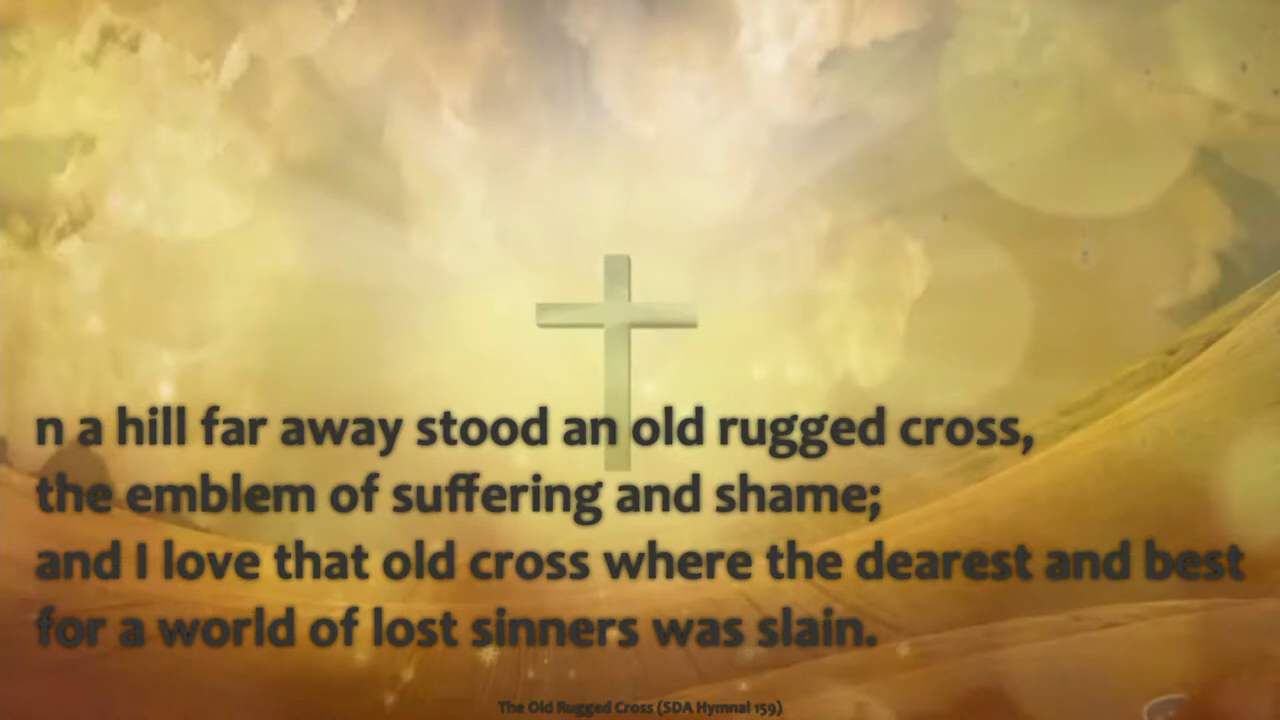 n a hill far away stood an old rugged cross,
the emblem of suffering and shame;
and I love that old cross where the dearest and best
for a world of lost sinners was slain.
The Old Rugged Cross (SDA Hymnal 159)